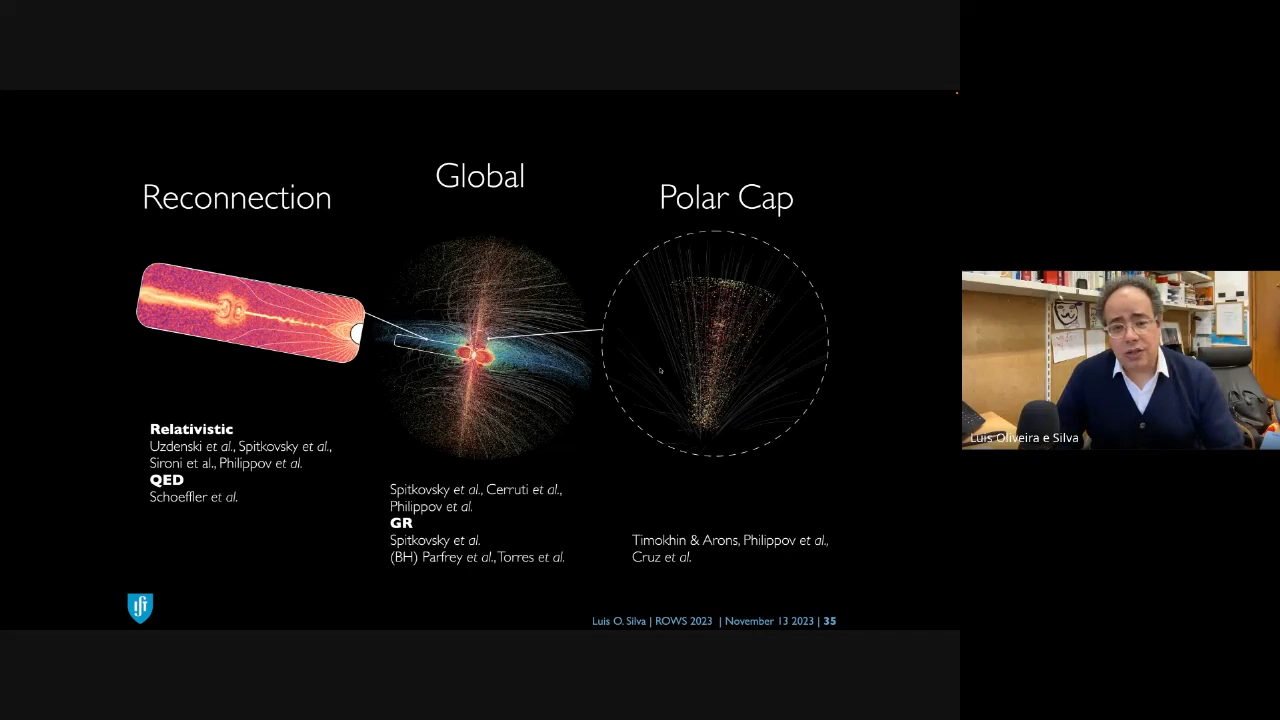 Global
Reconnection
Polar Cap
Relativistic
Uzdenski et al., Spitkovsky et al.,
Sironi et al., Philippov et al.
QED
Schoeffler et al.
Spitkovsky et al., Cerruti et al.,
Philippov et al.
GR
Spitkovsky et al.
(BH) Parfrey et al., Torres et al.
Timokhin & Arons, Philippov et al.,
Cruz et al.
Luis O. Silva | ROWS 2023 | November 13 2023 | 35
Luis Oliveira e Silva